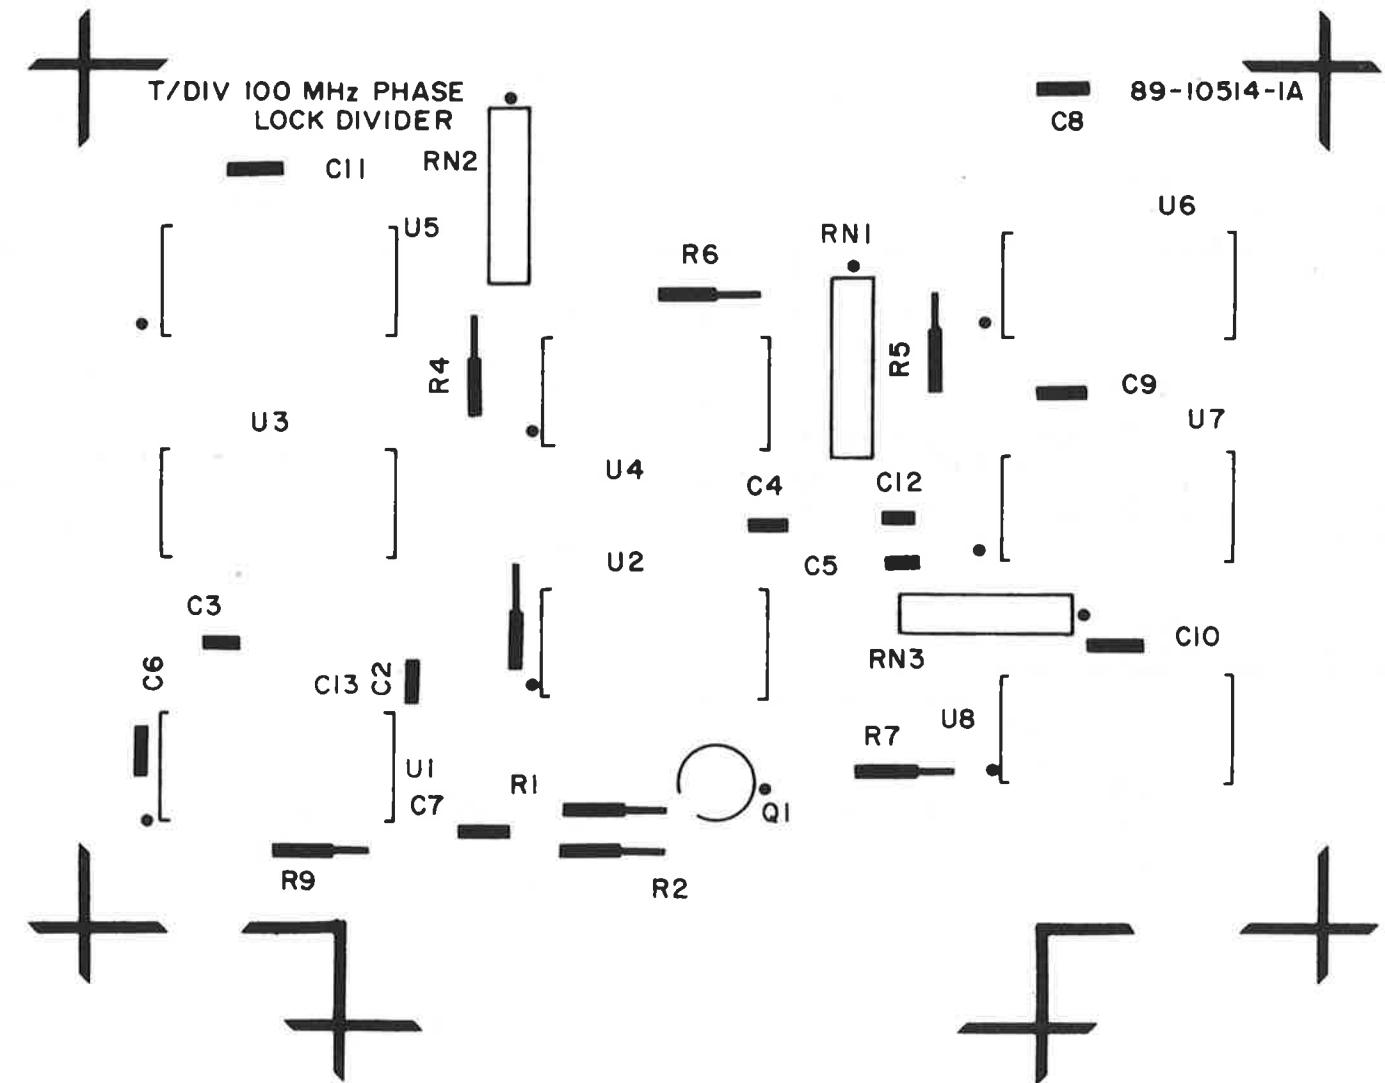 T/DIV 100 MHz PHASE
LOCK DIVIDER
89-10514-1A
C8
C11
RN2
U6
U5
RN1
R6
R4
R5
C9
U3
U7
U4
C4
C12
U2
C5
C3
C10
RN3
C6
C13
C2
U8
R7
U1
R1
C7
Q1
R9
R2